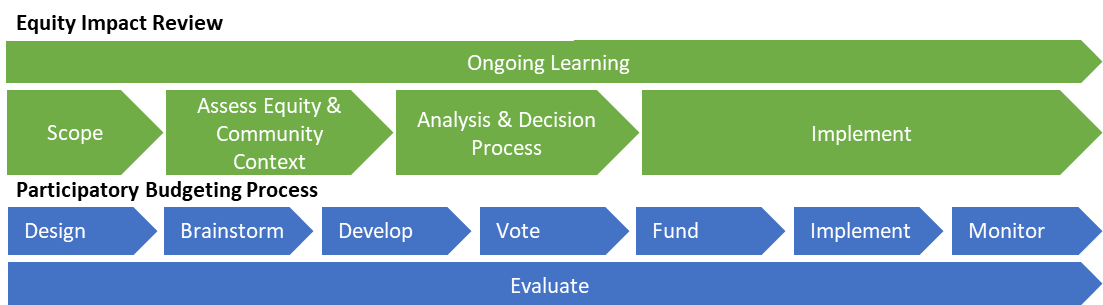 Equity Impact Review
Ongoing Learning
Scope
Assess Equity &
Community
Context
Analysis & Decision
Process
Implement
Participatory Budgeting Process
Design
Brainstorm
Develop
Vote
Fund
Implement
Monitor
Evaluate